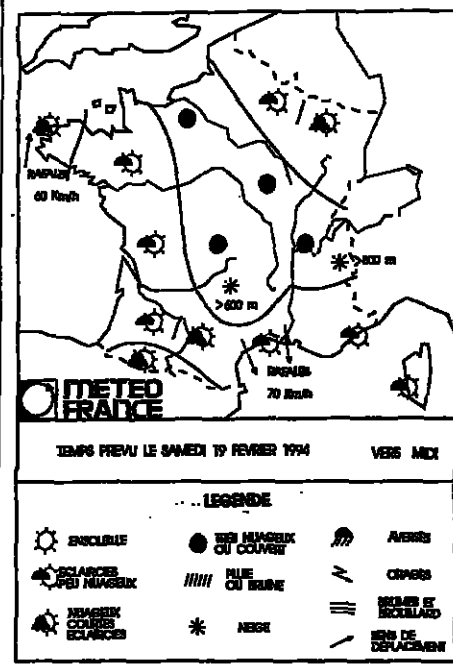 RAFALES
60 Km/h
>800 m
>600 m
RAFALES
70 Km/h
METEO
FRANCE
TEMPS PREVU LE SAMEDI 19 FEVRIER 1994 VERS MIDI
LEGENDE
ENSOLEILLE
TRES NUAGEUX
OU COUVERT
AVERSES
ECLAIRCIES
PEU NUAGEUX
PLUIE
OU BRUINE
ORAGES
NUAGEUX
COURTES
ECLAIRCIES
NEIGE
BRUMES ET
BROUILLARD
SENS DE
DEPLACEMENT